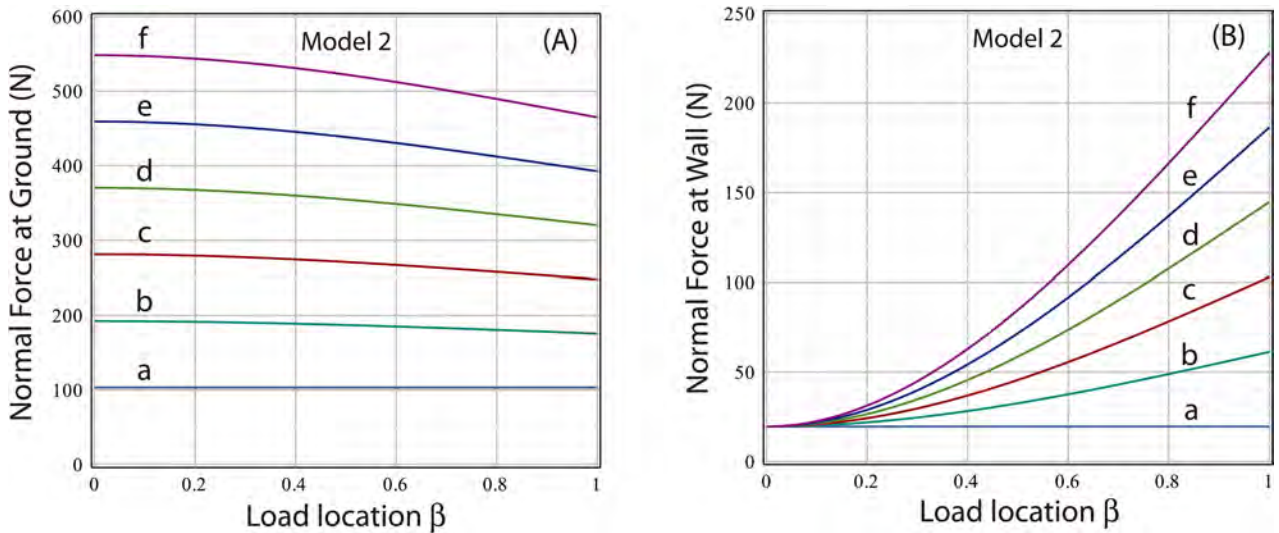 Model 2
(A)
Normal Force at Ground (N)
600
500
400
300
200
100
0
f
e
d
c
b
a
0 0.2 0.4 0.6 0.8 1
Load location β
Model 2
(B)
Normal Force at Wall (N)
250
200
150
100
50
0
f
e
d
c
b
a
0 0.2 0.4 0.6 0.8 1
Load location β